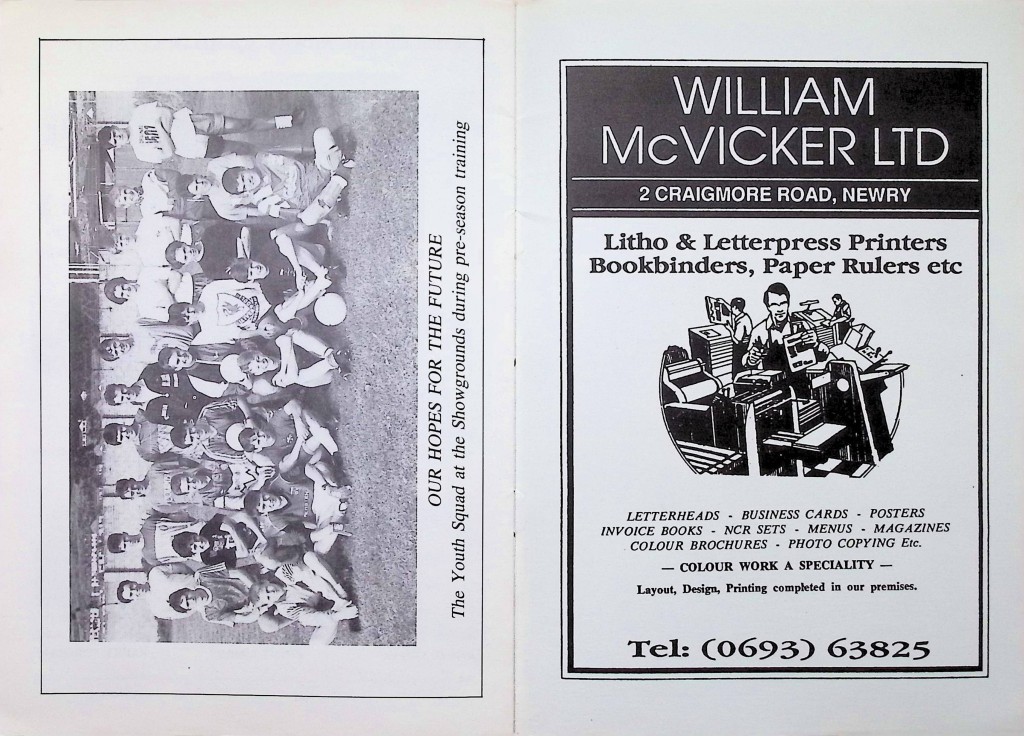 OUR HOPES FOR THE FUTURE
The Youth Squad at the Showgrounds during pre-season training
WILLIAM
McVICKER LTD
2 CRAIGMORE ROAD, NEWRY
Litho & Letterpress Printers
Bookbinders, Paper Rulers etc
LETTERHEADS - BUSINESS CARDS - POSTERS
INVOICE BOOKS - NCR SETS - MENUS - MAGAZINES
COLOUR BROCHURES - PHOTO COPYING Etc.
— COLOUR WORK A SPECIALITY —
Layout, Design, Printing completed in our premises.
Tel: (0693) 63825